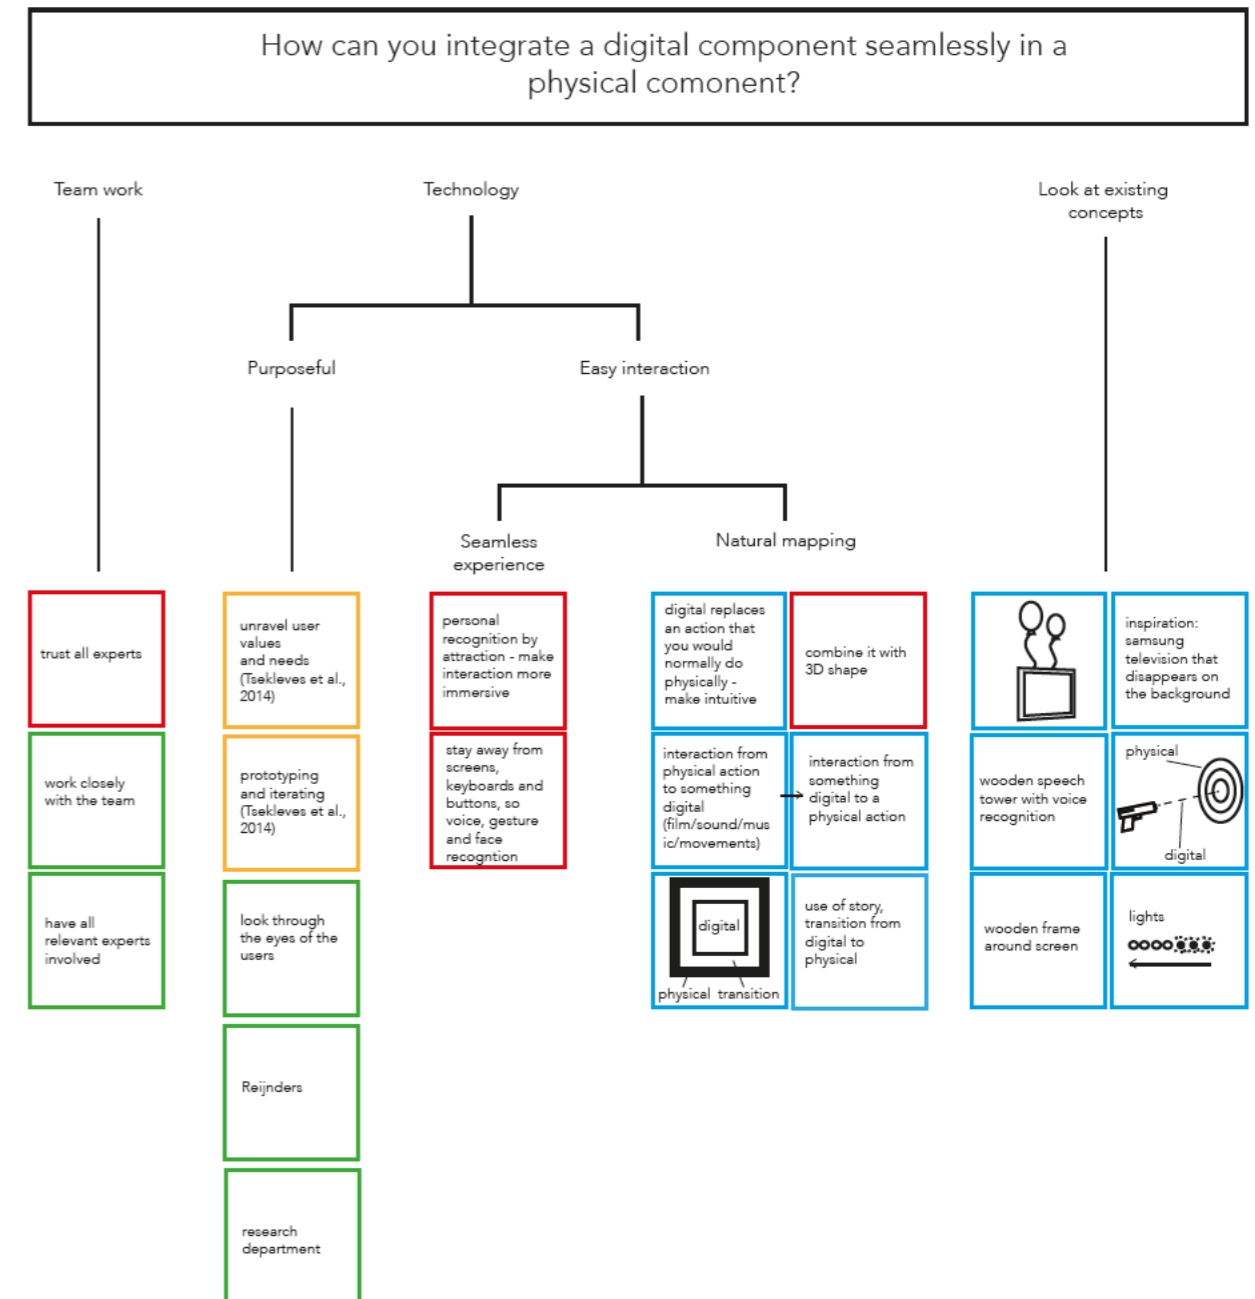 How can you integrate a digital component seamlessly in a
physical comonent?
Team work
Technology
Look at existing
concepts
Purposeful
Easy interaction
Seamless
experience
Natural mapping
trust all experts
work closely
with the team
have all
relevant experts
involved
unravel user
values
and needs
(Tsekleves et al.,
2014)
prototyping
and iterating
(Tsekleves et al.,
2014)
look through
the eyes of the
users
Reijnders
research
department
personal
recognition by
attraction - make
interaction more
immersive
stay away from
screens,
keyboards and
buttons, so
voice, gesture
and face
recogntion
digital replaces
an action that
you would
normally do
physically -
make intuitive
combine it with
3D shape
interaction from
physical action
to something
digital
(film/sound/mus
ic/movements)
interaction from
something
digital to a
physical action
digital
physical transition
use of story,
transition from
digital to
physical
inspiration:
samsung
television that
disappears on
the background
wooden speech
tower with voice
recognition
physical
digital
wooden frame
around screen
lights